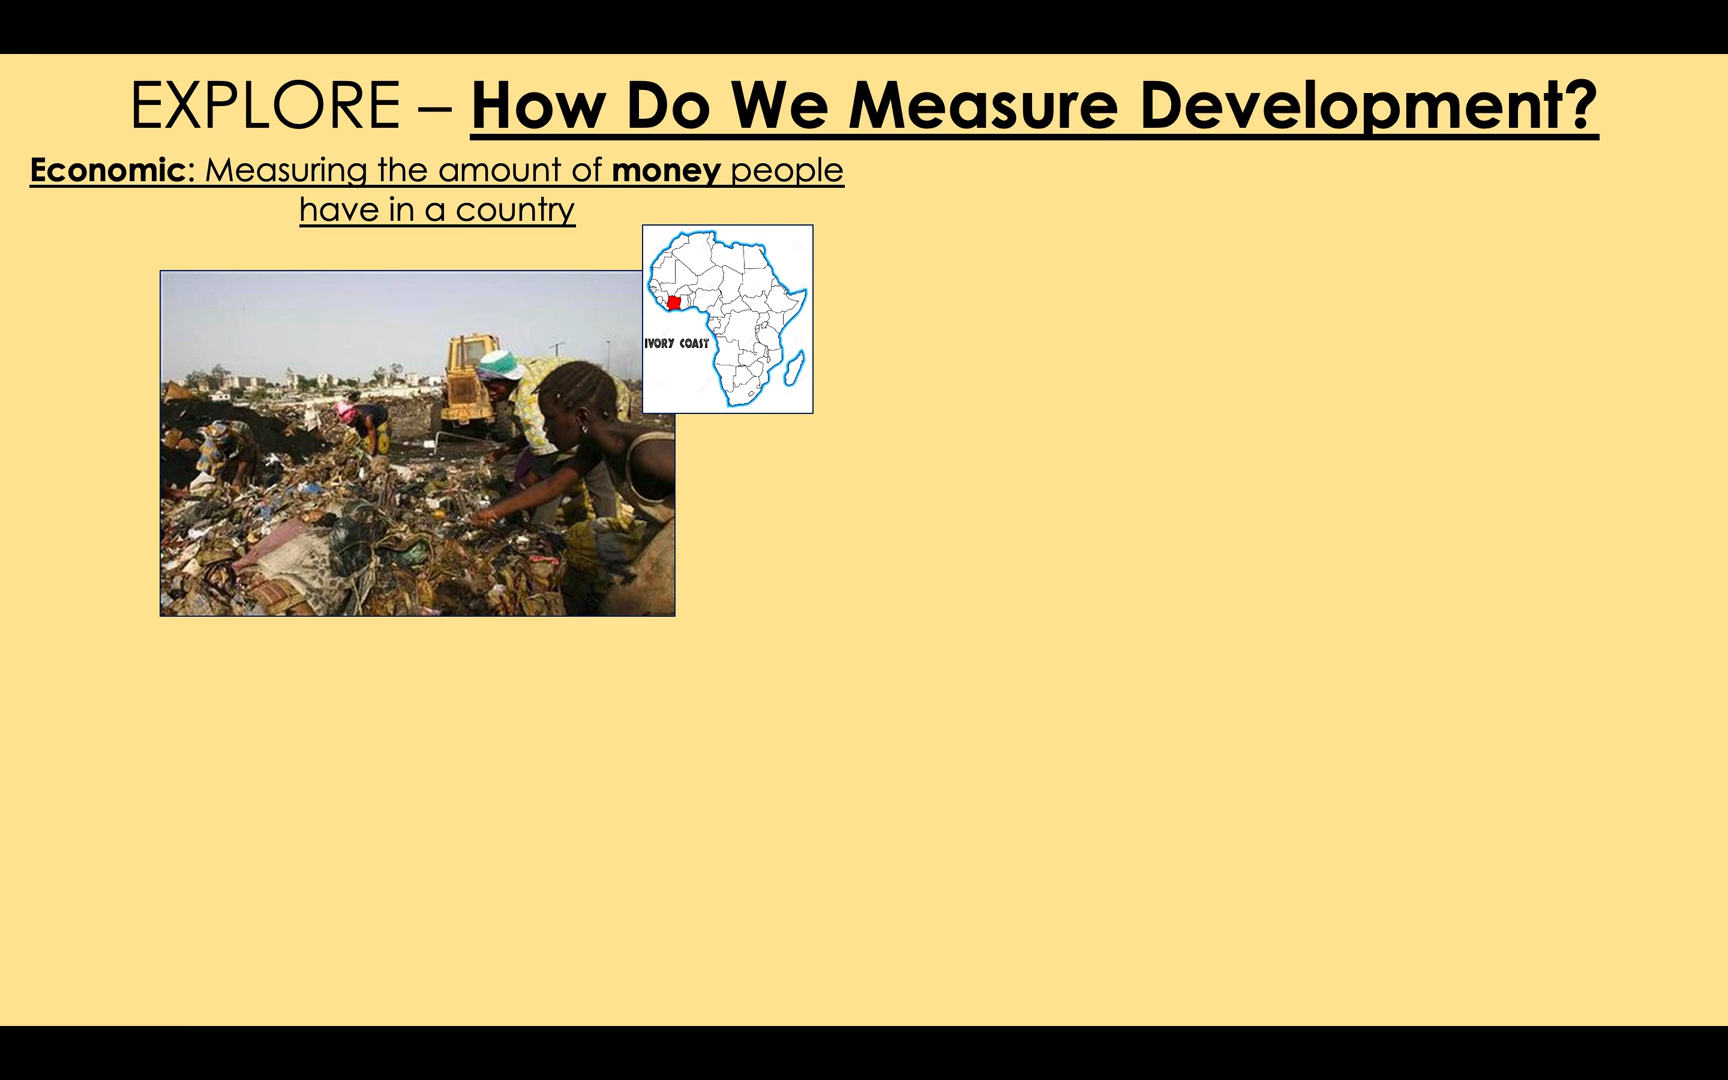 EXPLORE – How Do We Measure Development?
Economic: Measuring the amount of money people
have in a country
IVORY COAST